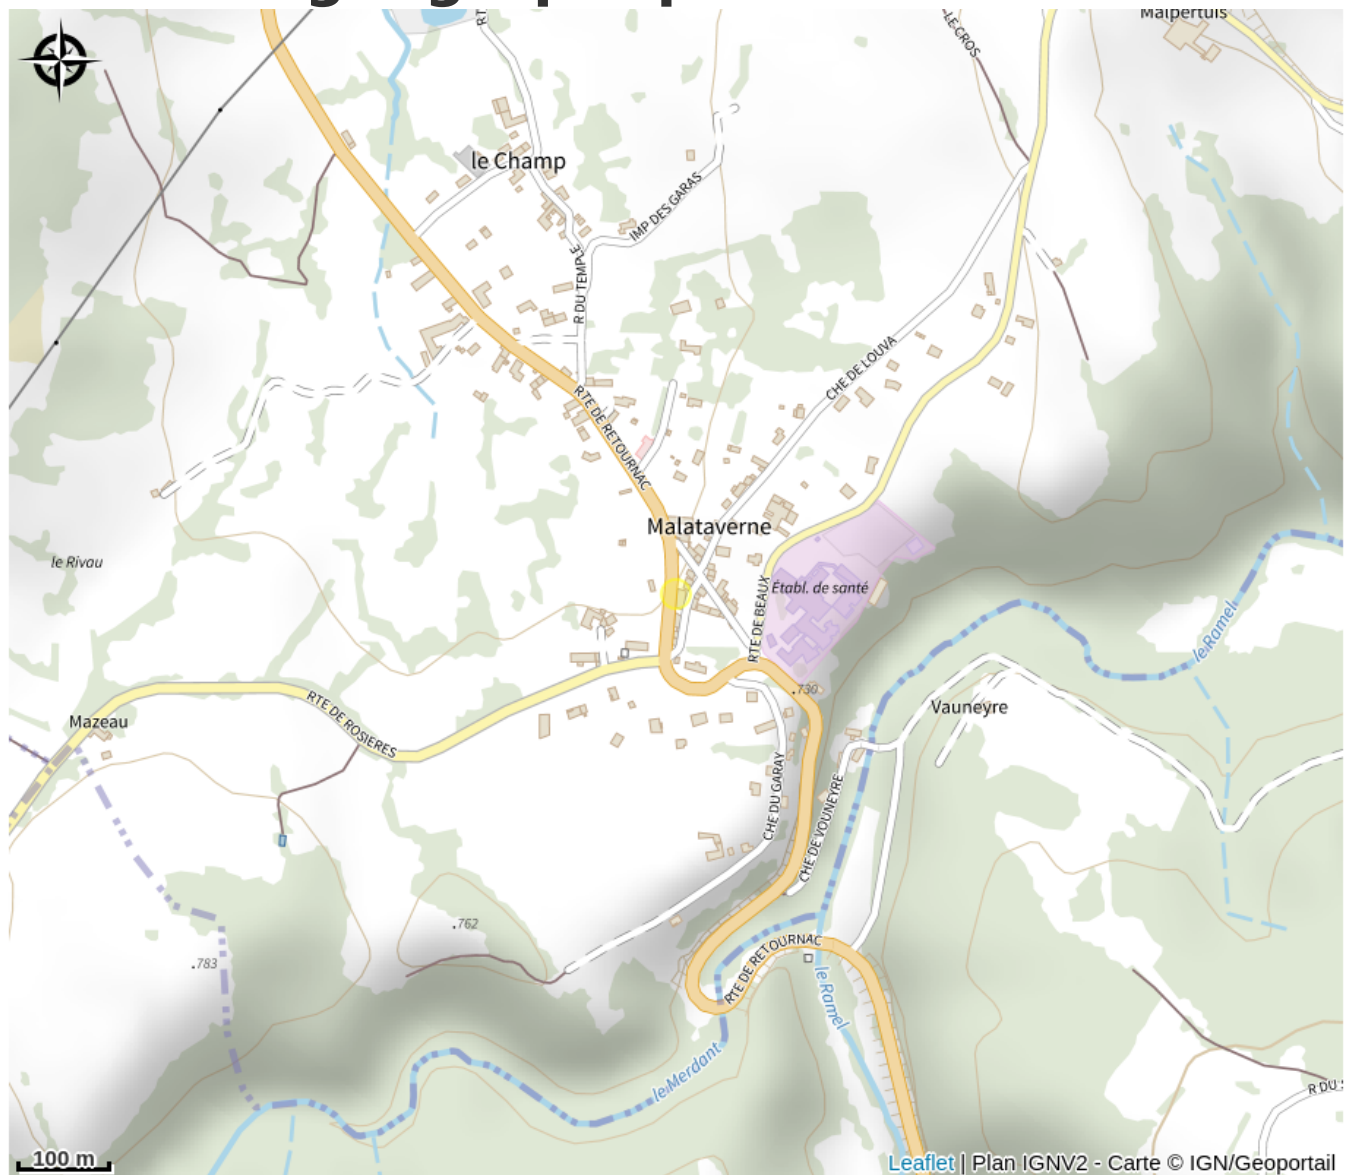 Malpertuis
LE CROS
le Champ
IMP DES GARAS
R DU TEMPLE
CHE DE LOUVA
RTE DE RETOURNAC
Malataverne
le Rivau
Établ. de santé
RTE DE BEAUX
le Ramel
.730
Vauneyre
Mazeau
RTE DE ROSIERES
CHE DU GARAY
CHE DE VOUNEYRE
.762
.783
RTE DE RETOURNAC
le Ramel
le Merdant
R DU
100 m
Leaflet | Plan IGNV2 - Carte © IGN/Geoportail